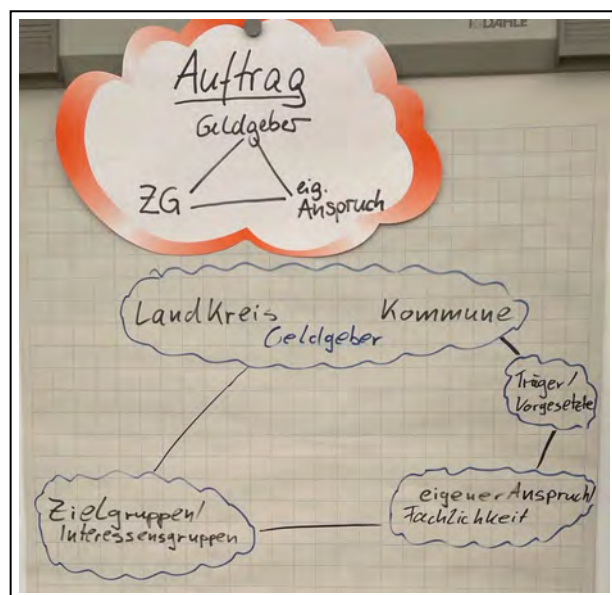 DAHLE
Auftrag
Geldgeber
ZG
eig.
Anspruch
Landkreis Kommune
Geldgeber
Träger/
Vorgesetzte
Zielgruppen/
Interessensgruppen
eigener Anspruch/
Fachlichkeit